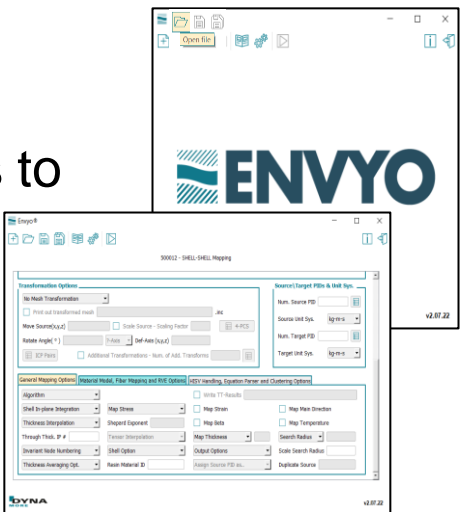 Open file
s to
ENVYO
v2.07.22
Envyo®
500012 - SHELL-SHELL Mapping
Transformation Options
Source\Target PIDs & Unit Sys.
No Mesh Transformation
Num. Source PID
Print out transformed mesh .inc
Source Unit Sys. kg-m-s
Move Source(x,y,z) Scale Source - Scaling Factor
Num. Target PID
Rotate Angle[°] Def-Axis (x,y,z)
Target Unit Sys. kg-m-s
ICP Pairs Additional Transformations - Num. of Add. Transforms
General Mapping Options Material Model, Fiber Mapping and RVE Options HISV Handling, Equation Parser and Clustering Options
Algorithm Write TT-Results
Shell In-plane Integration Map Stress Map Strain Map Main Direction
Thickness Interpolation Shepard Exponent Map Beta Map Temperature
Through Thick. IP # Tensor Interpolation Map Thickness Search Radius
Invariant Node Numbering Shell Option Output Options Scale Search Radius
Thickness Averaging Opt. Resin Material ID Assign Source PID as.. Duplicate Source
DYNA
MORE
v2.07.22